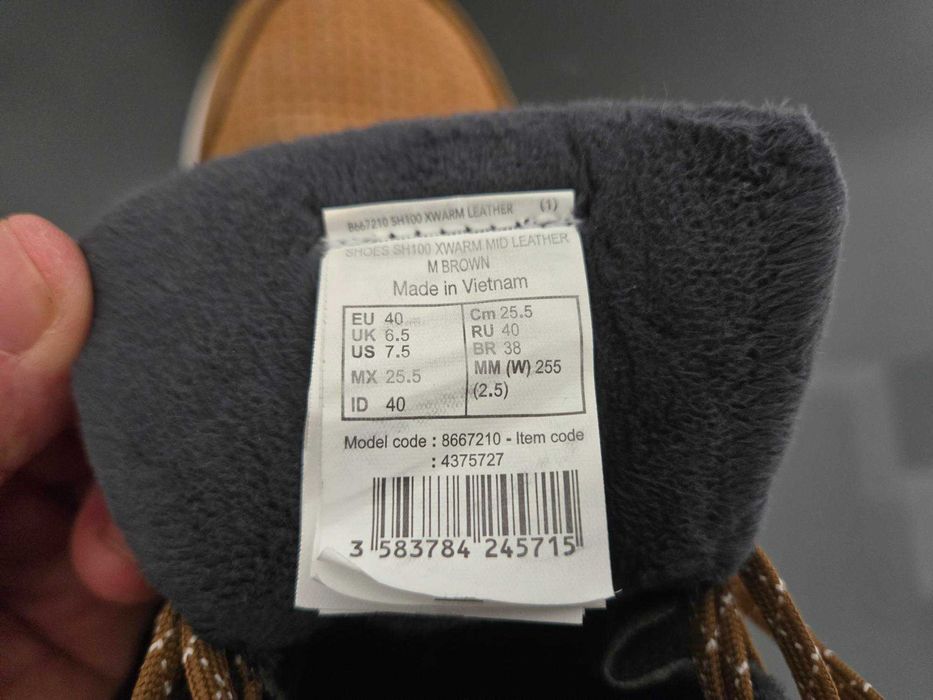 8667210 SH100 XWARM LEATHER (1)
SHOES SH100 XWARM MID LEATHER
M BROWN
Made in Vietnam
EU 40
UK 6.5
US 7.5
MX 25.5
ID 40
Cm 25.5
RU 40
BR 38
MM (W) 255
(2.5)
Model code : 8667210 - Item code
: 4375727
3 583784 245715